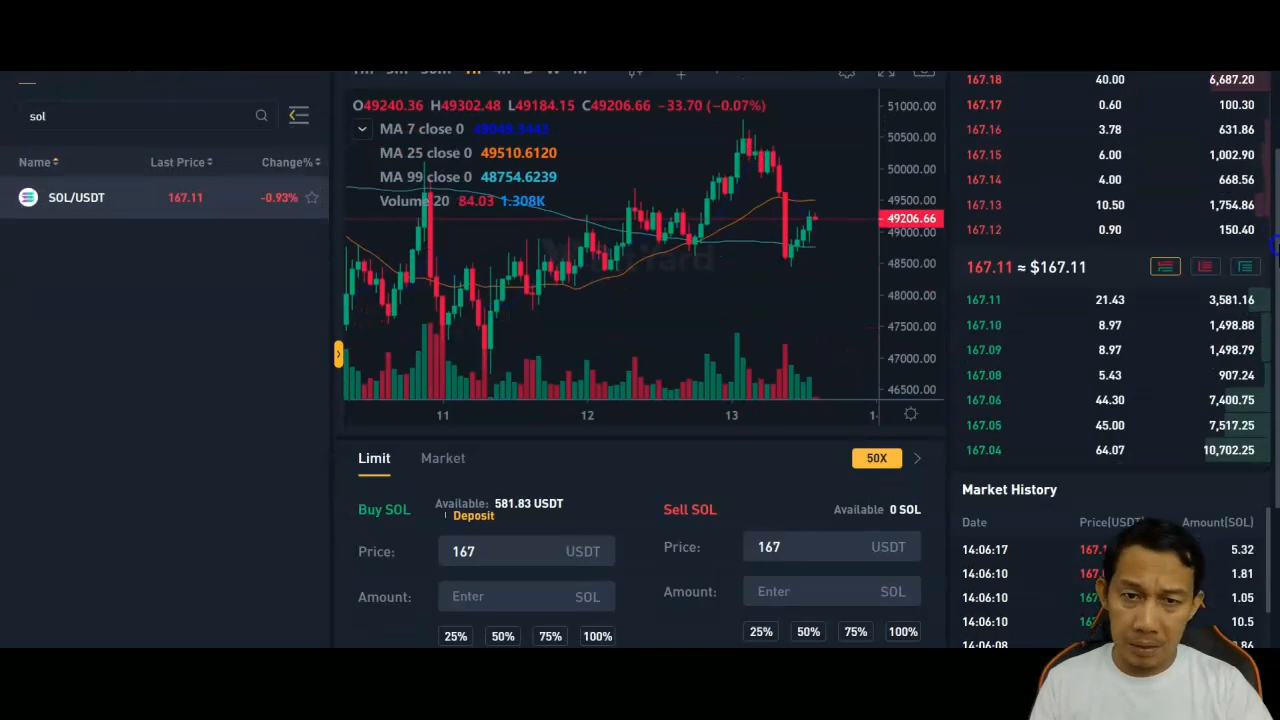 sol
Name Last Price Change%
SOL/USDT 167.11 -0.93%
O49240.36 H49302.48 L49184.15 C49206.66 −33.70 (−0.07%)
MA 7 close 0 49049.3443
MA 25 close 0 49510.6120
MA 99 close 0 48754.6239
Volume 20 84.03 1.308K
51000.00
50500.00
50000.00
49500.00
49206.66
49000.00
48500.00
48000.00
47500.00
47000.00
46500.00
11 12 13
Limit Market 50X
Buy SOL Available: 581.83 USDT
Deposit
Price: 167 USDT
Amount: Enter SOL
25% 50% 75% 100%
Sell SOL Available 0 SOL
Price: 167 USDT
Amount: Enter SOL
25% 50% 75% 100%
167.18 40.00 6,687.20
167.17 0.60 100.30
167.16 3.78 631.86
167.15 6.00 1,002.90
167.14 4.00 668.56
167.13 10.50 1,754.86
167.12 0.90 150.40
167.11 ≈ $167.11
167.11 21.43 3,581.16
167.10 8.97 1,498.88
167.09 8.97 1,498.79
167.08 5.43 907.24
167.06 44.30 7,400.75
167.05 45.00 7,517.25
167.04 64.07 10,702.25
Market History
Date Price(USDT) Amount(SOL)
14:06:17 5.32
14:06:10 1.81
14:06:10 1.05
14:06:10 10.5
14:06:08